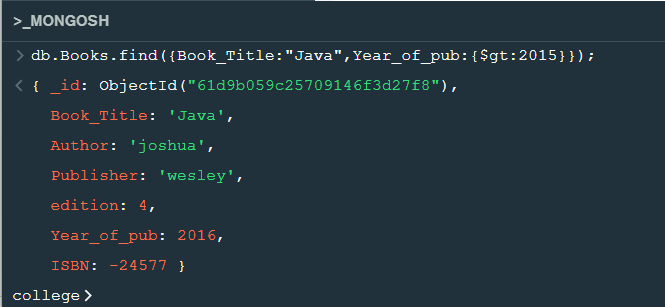 >_MONGOSH
> db.Books.find({Book_Title:"Java",Year_of_pub:{$gt:2015}});
< { _id: ObjectId("61d9b059c25709146f3d27f8"),
Book_Title: 'Java',
Author: 'joshua',
Publisher: 'wesley',
edition: 4,
Year_of_pub: 2016,
ISBN: -24577 }
college>